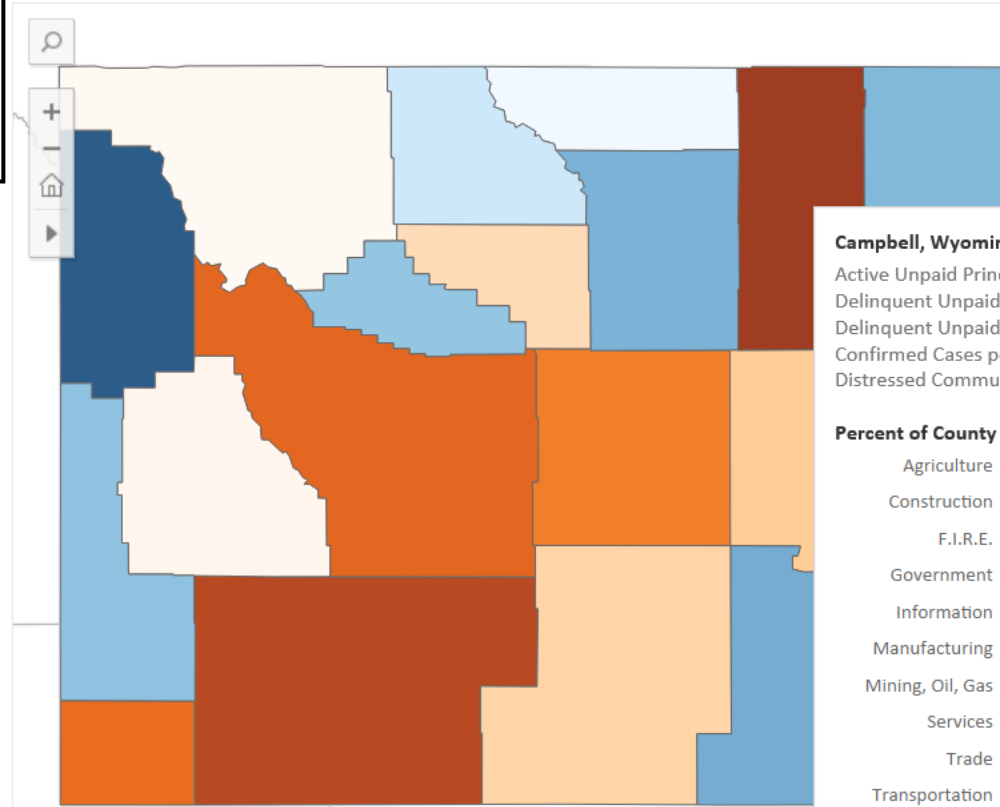 Campbell, Wyomin
Active Unpaid Princ
Delinquent Unpaid
Delinquent Unpaid
Confirmed Cases p
Distressed Commu
Percent of County
Agriculture
Construction
F.I.R.E.
Government
Information
Manufacturing
Mining, Oil, Gas
Services
Trade
Transportation